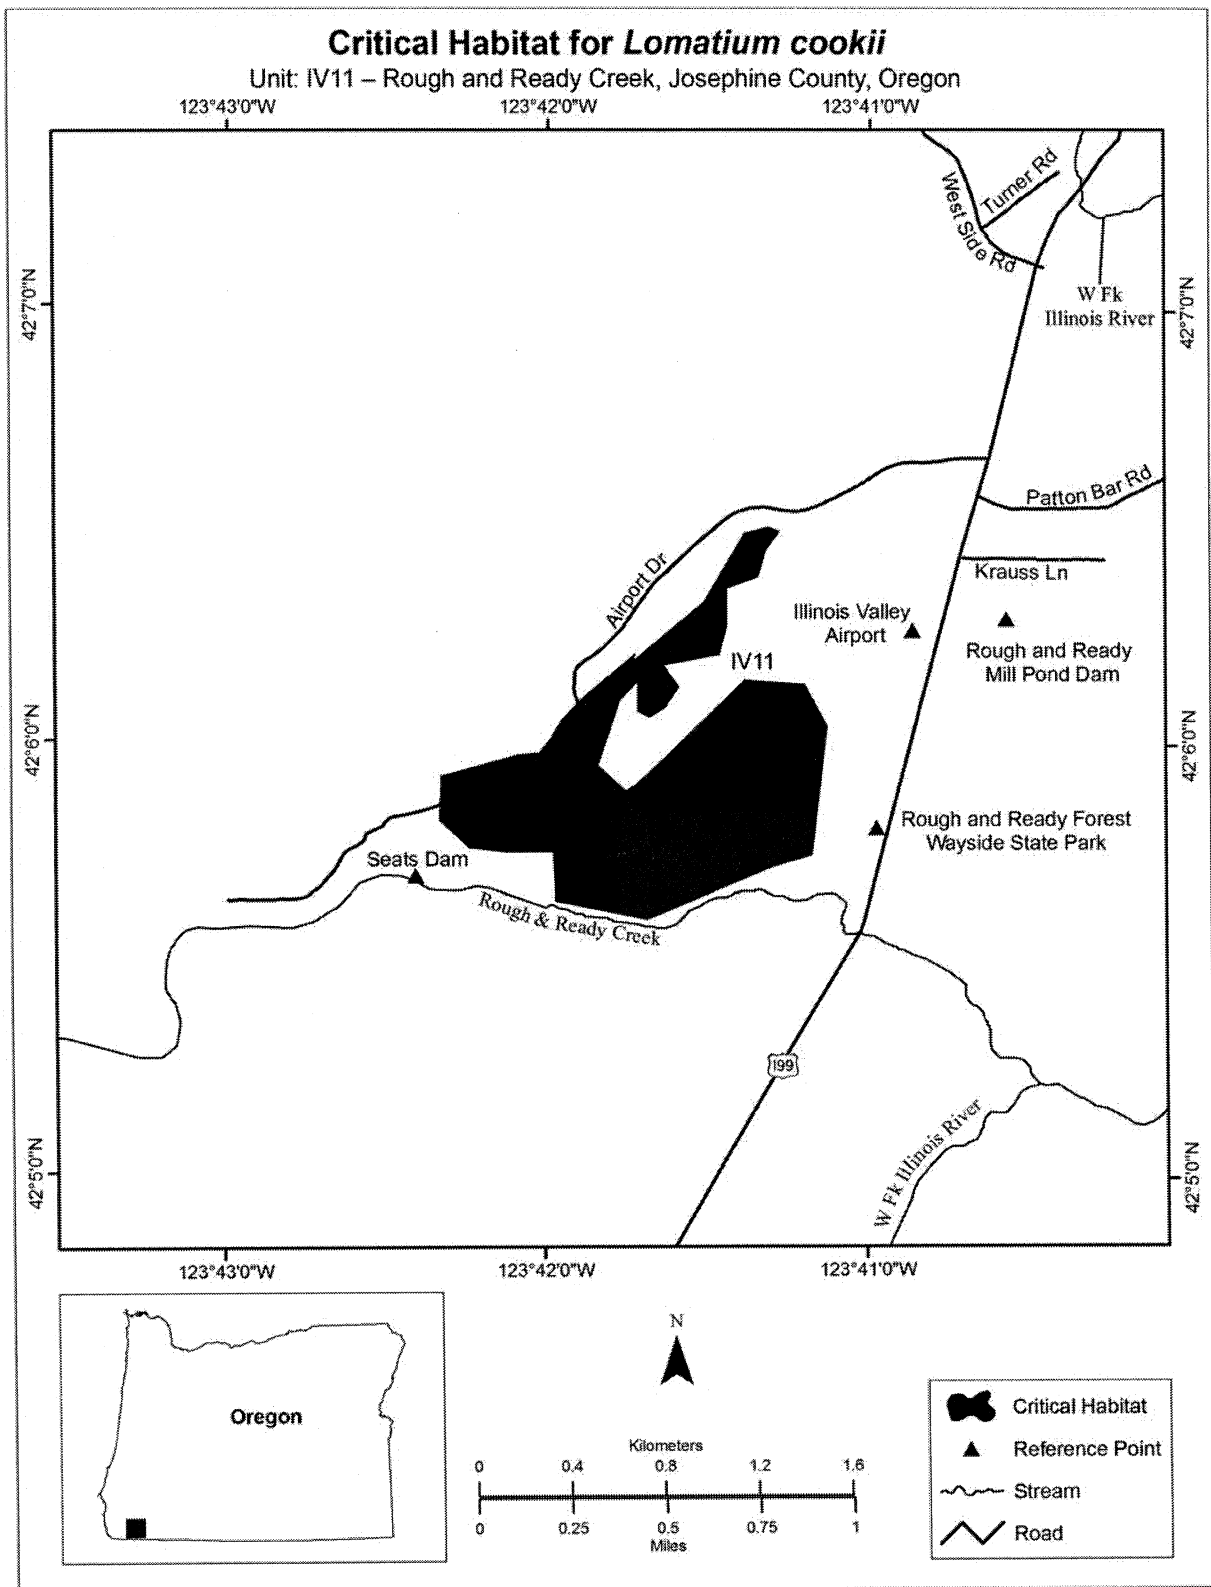 Critical Habitat for Lomatium cookii
Unit: IV11 – Rough and Ready Creek, Josephine County, Oregon
123°43'0"W
123°42'0"W
123°41'0"W
West Side Rd
Turner Rd
W Fk
Illinois River
42°7'0"N
42°7'0"N
Patton Bar Rd
Krauss Ln
Airport Dr
Illinois Valley
Airport
Rough and Ready
Mill Pond Dam
IV11
42°6'0"N
42°6'0"N
Rough and Ready Forest
Wayside State Park
Seats Dam
Rough & Ready Creek
199
W Fk Illinois River
42°5'0"N
42°5'0"N
123°43'0"W
123°42'0"W
123°41'0"W
Oregon
N
Kilometers
0 0.4 0.8 1.2 1.6
0 0.25 0.5 0.75 1
Miles
Critical Habitat
Reference Point
Stream
Road